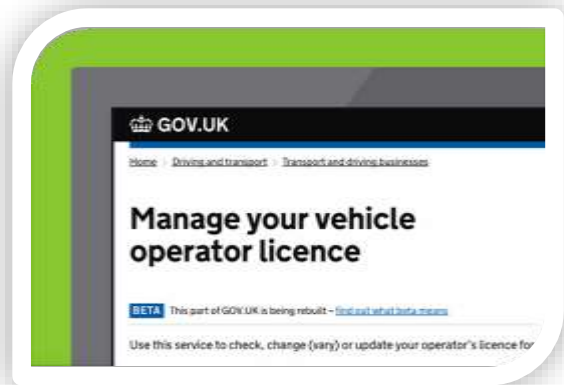 GOV.UK
Home > Driving and transport > Transport and driving businesses
Manage your vehicle
operator licence
BETA This part of GOV.UK is being rebuilt – find out what beta means
Use this service to check, change (vary) or update your operator's licence for